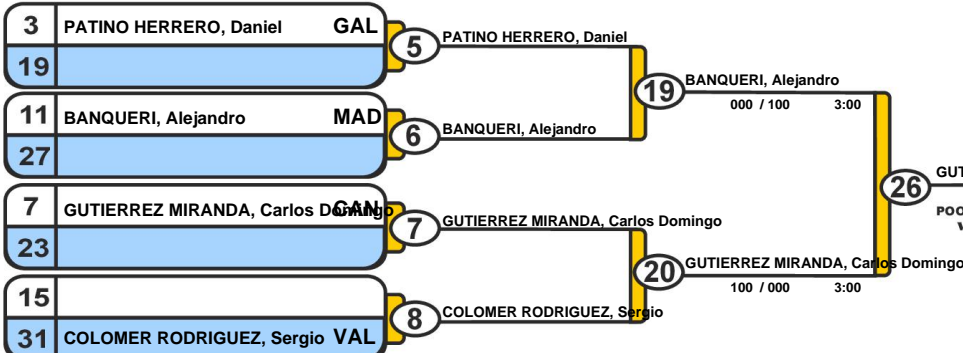 3 PATINO HERRERO, Daniel GAL
19
5 PATINO HERRERO, Daniel
11 BANQUERI, Alejandro MAD
27
6 BANQUERI, Alejandro
19 BANQUERI, Alejandro
000 / 100 3:00
7 GUTIERREZ MIRANDA, Carlos Domingo CAN
23
7 GUTIERREZ MIRANDA, Carlos Domingo
15
31 COLOMER RODRIGUEZ, Sergio VAL
8 COLOMER RODRIGUEZ, Sergio
20 GUTIERREZ MIRANDA, Carlos Domingo
100 / 000 3:00
26 GUT
POO